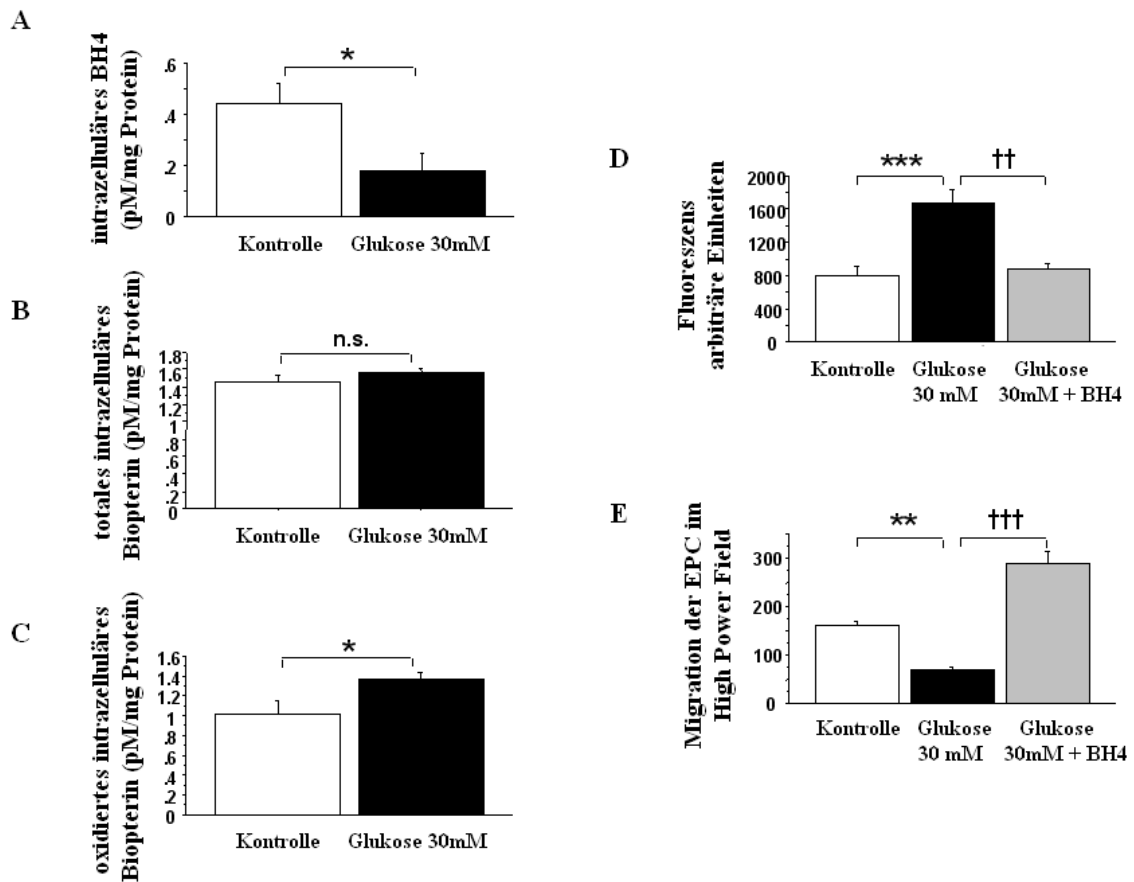 A
intrazelluläres BH4
(pM/mg Protein)
.6
.4
.2
0
*
Kontrolle
Glukose 30mM
B
totales intrazelluläres
Biopterin (pM/mg Protein)
1.8
1.6
1.4
1.2
1
.8
.6
.4
.2
0
n.s.
Kontrolle
Glukose 30mM
C
oxidiertes intrazelluläres
Biopterin (pM/mg Protein)
1.6
1.4
1.2
1
.8
.6
.4
.2
0
*
Kontrolle
Glukose 30mM
D
Fluoreszens
arbiträre Einheiten
2000
1600
1200
800
400
0
***
††
Kontrolle
Glukose
30 mM
Glukose
30mM + BH4
E
Migration der EPC im
High Power Field
300
200
100
0
**
†††
Kontrolle
Glukose
30 mM
Glukose
30mM + BH4